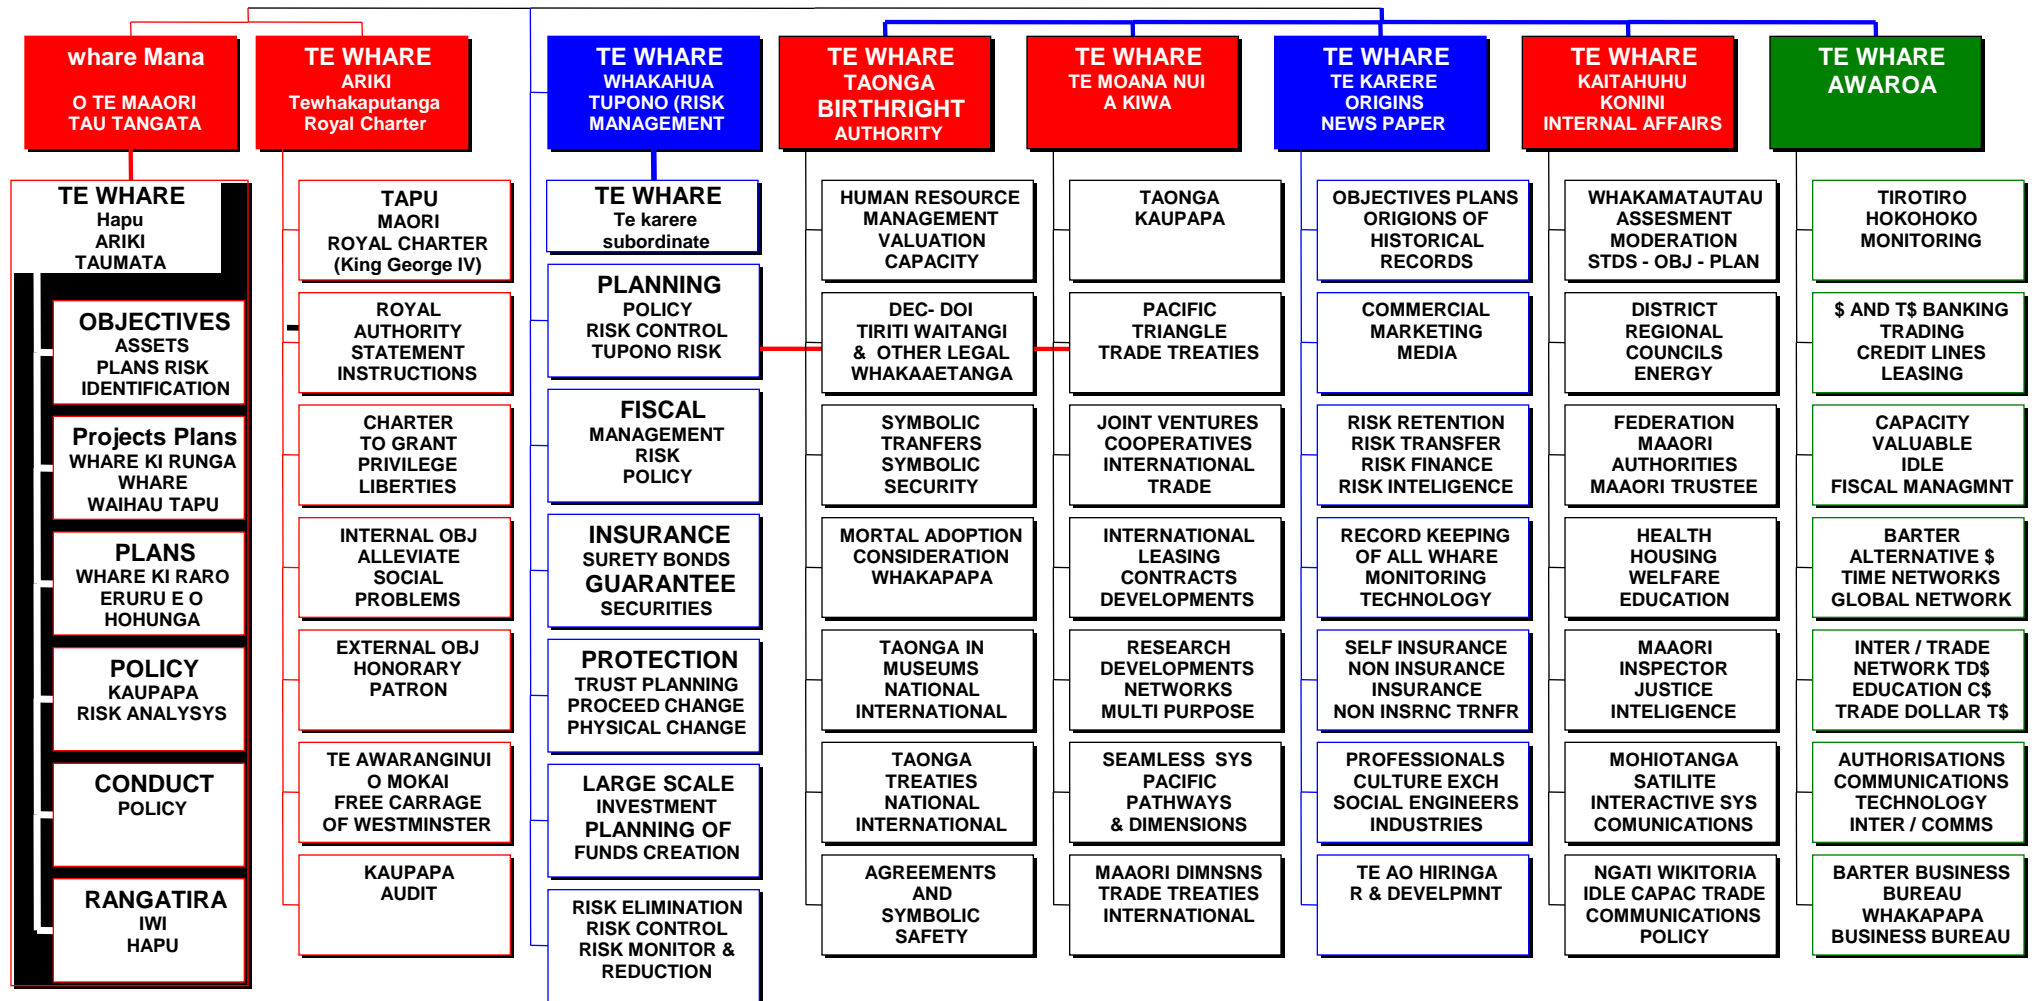 whare Mana
O TE MAAORI
TAU TANGATA
TE WHARE
Hapu
ARIKI
TAUMATA
OBJECTIVES
ASSETS
PLANS RISK
IDENTIFICATION
Projects Plans
WHARE KI RUNGA
WHARE
WAIHAU TAPU
PLANS
WHARE KI RARO
ERURU E O
HOHUNGA
POLICY
KAUPAPA
RISK ANALYSYS
CONDUCT
POLICY
RANGATIRA
IWI
HAPU
TE WHARE
ARIKI
Tewhakaputanga
Royal Charter
TAPU
MAORI
ROYAL CHARTER
(King George IV)
ROYAL
AUTHORITY
STATEMENT
INSTRUCTIONS
CHARTER
TO GRANT
PRIVILEGE
LIBERTIES
INTERNAL OBJ
ALLEVIATE
SOCIAL
PROBLEMS
EXTERNAL OBJ
HONORARY
PATRON
TE AWARANGINUI
O MOKAI
FREE CARRAGE
OF WESTMINSTER
KAUPAPA
AUDIT
TE WHARE
WHAKAHUA
TUPONO (RISK
MANAGEMENT
TE WHARE
Te karere
subordinate
PLANNING
POLICY
RISK CONTROL
TUPONO RISK
FISCAL
MANAGEMENT
RISK
POLICY
INSURANCE
SURETY BONDS
GUARANTEE
SECURITIES
PROTECTION
TRUST PLANNING
PROCEED CHANGE
PHYSICAL CHANGE
LARGE SCALE
INVESTMENT
PLANNING OF
FUNDS CREATION
RISK ELIMINATION
RISK CONTROL
RISK MONITOR &
REDUCTION
TE WHARE
TAONGA
BIRTHRIGHT
AUTHORITY
HUMAN RESOURCE
MANAGEMENT
VALUATION
CAPACITY
DEC- DOI
TIRITI WAITANGI
& OTHER LEGAL
WHAKAAETANGA
SYMBOLIC
TRANFERS
SYMBOLIC
SECURITY
MORTAL ADOPTION
CONSIDERATION
WHAKAPAPA
TAONGA IN
MUSEUMS
NATIONAL
INTERNATIONAL
TAONGA
TREATIES
NATIONAL
INTERNATIONAL
AGREEMENTS
AND
SYMBOLIC
SAFETY
TE WHARE
TE MOANA NUI
A KIWA
TAONGA
KAUPAPA
PACIFIC
TRIANGLE
TRADE TREATIES
JOINT VENTURES
COOPERATIVES
INTERNATIONAL
TRADE
INTERNATIONAL
LEASING
CONTRACTS
DEVELOPMENTS
RESEARCH
DEVELOPMENTS
NETWORKS
MULTI PURPOSE
SEAMLESS SYS
PACIFIC
PATHWAYS
& DIMENSIONS
MAAORI DIMNSNS
TRADE TREATIES
INTERNATIONAL
TE WHARE
TE KARERE
ORIGINS
NEWS PAPER
OBJECTIVES PLANS
ORIGIONS OF
HISTORICAL
RECORDS
COMMERCIAL
MARKETING
MEDIA
RISK RETENTION
RISK TRANSFER
RISK FINANCE
RISK INTELIGENCE
RECORD KEEPING
OF ALL WHARE
MONITORING
TECHNOLOGY
SELF INSURANCE
NON INSURANCE
INSURANCE
NON INSRNC TRNFR
PROFESSIONALS
CULTURE EXCH
SOCIAL ENGINEERS
INDUSTRIES
TE AO HIRINGA
R & DEVELPMNT
TE WHARE
KAITAHUHU
KONINI
INTERNAL AFFAIRS
WHAKAMATAUTAU
ASSESMENT
MODERATION
STDS - OBJ - PLAN
DISTRICT
REGIONAL
COUNCILS
ENERGY
FEDERATION
MAAORI
AUTHORITIES
MAAORI TRUSTEE
HEALTH
HOUSING
WELFARE
EDUCATION
MAAORI
INSPECTOR
JUSTICE
INTELIGENCE
MOHIOTANGA
SATILITE
INTERACTIVE SYS
COMUNICATIONS
NGATI WIKITORIA
IDLE CAPAC TRADE
COMMUNICATIONS
POLICY
TE WHARE
AWAROA
TIROTIRO
HOKOHOKO
MONITORING
$ AND T$ BANKING
TRADING
CREDIT LINES
LEASING
CAPACITY
VALUABLE
IDLE
FISCAL MANAGMNT
BARTER
ALTERNATIVE $
TIME NETWORKS
GLOBAL NETWORK
INTER / TRADE
NETWORK TD$
EDUCATION C$
TRADE DOLLAR T$
AUTHORISATIONS
COMMUNICATIONS
TECHNOLOGY
INTER / COMMS
BARTER BUSINESS
BUREAU
WHAKAPAPA
BUSINESS BUREAU